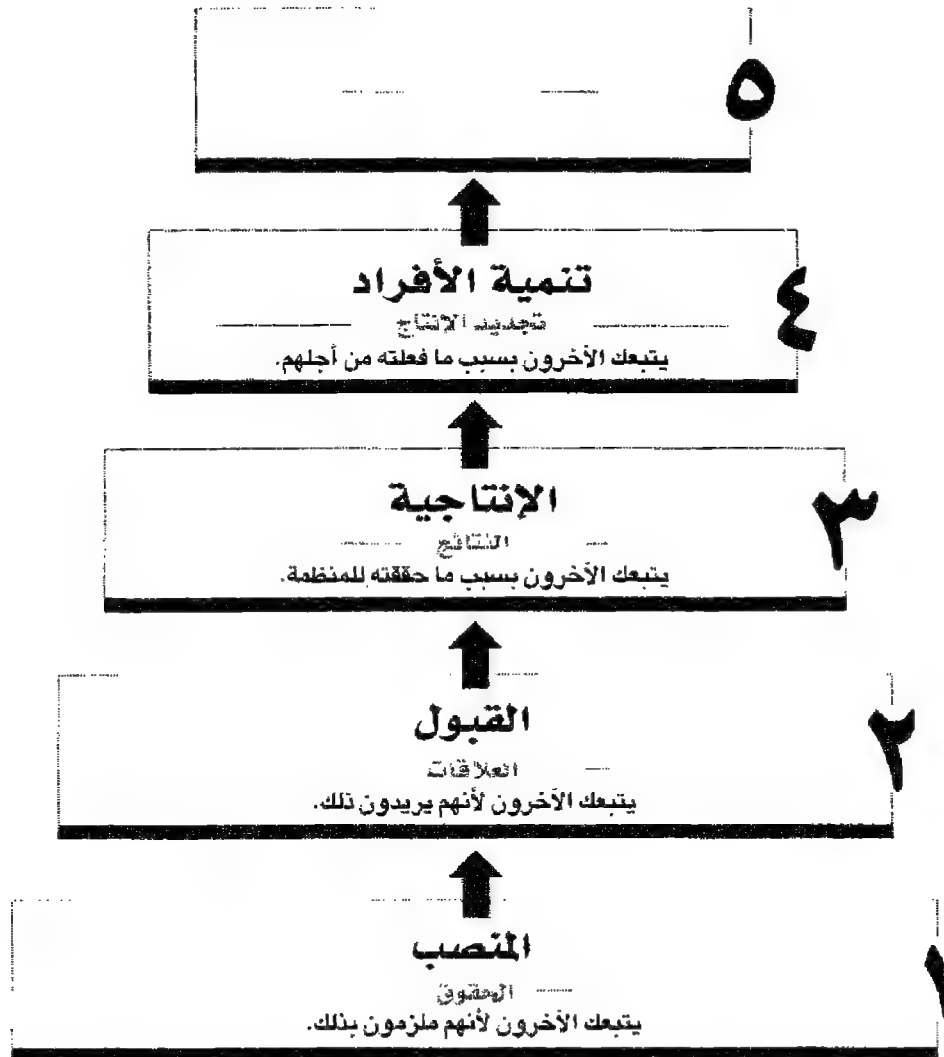 ٥
٤
تنمية الأفراد
تجديد الإنتاج
يتبعك الآخرون بسبب ما فعلته من أجلهم.
٣
الإنتاجية
النتائج
يتبعك الآخرون بسبب ما حققته للمنظمة.
٢
القبول
العلاقات
يتبعك الآخرون لأنهم يريدون ذلك.
١
المنصب
الحقوق
يتبعك الآخرون لأنهم ملزمون بذلك.